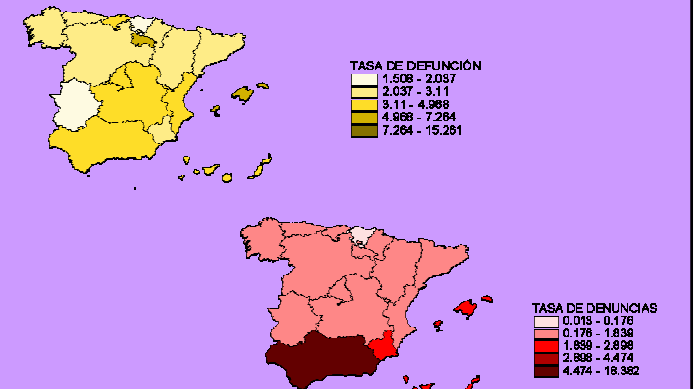 TASA DE DEFUNCIÓN
1.508 - 2.037
2.037 - 3.11
3.11 - 4.968
4.968 - 7.264
7.264 - 15.261
TASA DE DENUNCIAS
0.013 - 0.176
0.176 - 1.839
1.839 - 2.898
2.898 - 4.474
4.474 - 18.382